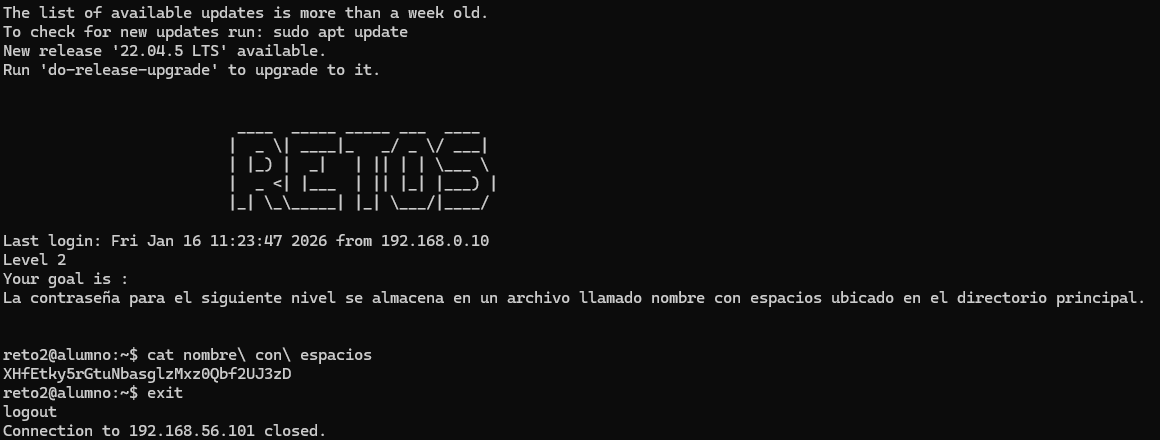 The list of available updates is more than a week old.
To check for new updates run: sudo apt update
New release '22.04.5 LTS' available.
Run 'do-release-upgrade' to upgrade to it.
RETOS
Last login: Fri Jan 16 11:23:47 2026 from 192.168.0.10
Level 2
Your goal is :
La contraseña para el siguiente nivel se almacena en un archivo llamado nombre con espacios ubicado en el directorio principal.
reto2@alumno:~$ cat nombre\ con\ espacios
XHfEtky5rGtuNbasglzMxz0Qbf2UJ3zD
reto2@alumno:~$ exit
logout
Connection to 192.168.56.101 closed.